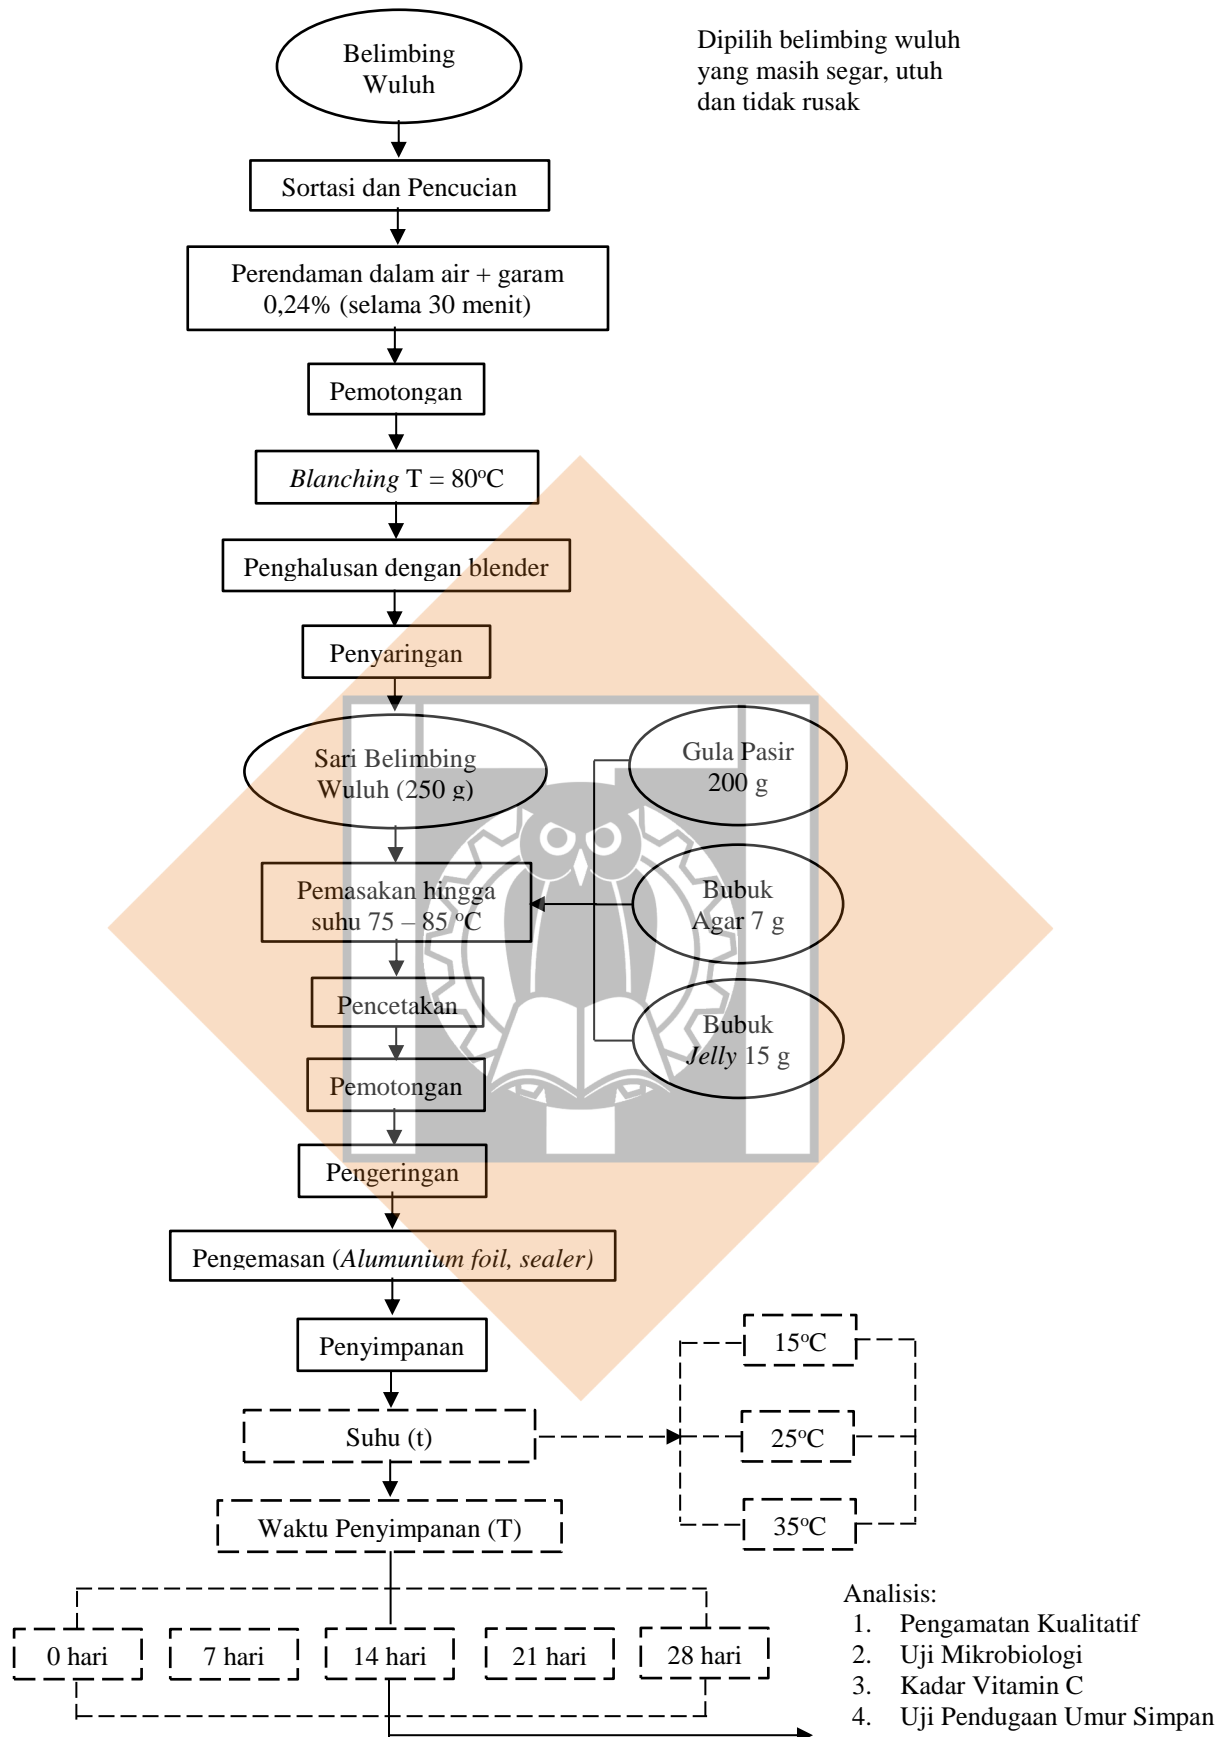 Belimbing
Wuluh
Dipilih belimbing wuluh
yang masih segar, utuh
dan tidak rusak
Sortasi dan Pencucian
Perendaman dalam air + garam
0,24% (selama 30 menit)
Pemotongan
Blanching T = 80°C
Penghalusan dengan blender
Penyaringan
Sari Belimbing
Wuluh (250 g)
Gula Pasir
200 g
Pemasakan hingga
suhu 75 – 85 °C
Bubuk
Agar 7 g
Bubuk
Jelly 15 g
Pencetakan
Pemotongan
Pengeringan
Pengemasan (Alumunium foil, sealer)
Penyimpanan
Suhu (t)
15°C
25°C
35°C
Waktu Penyimpanan (T)
0 hari
7 hari
14 hari
21 hari
28 hari
Analisis:
1. Pengamatan Kualitatif
2. Uji Mikrobiologi
3. Kadar Vitamin C
4. Uji Pendugaan Umur Simpan